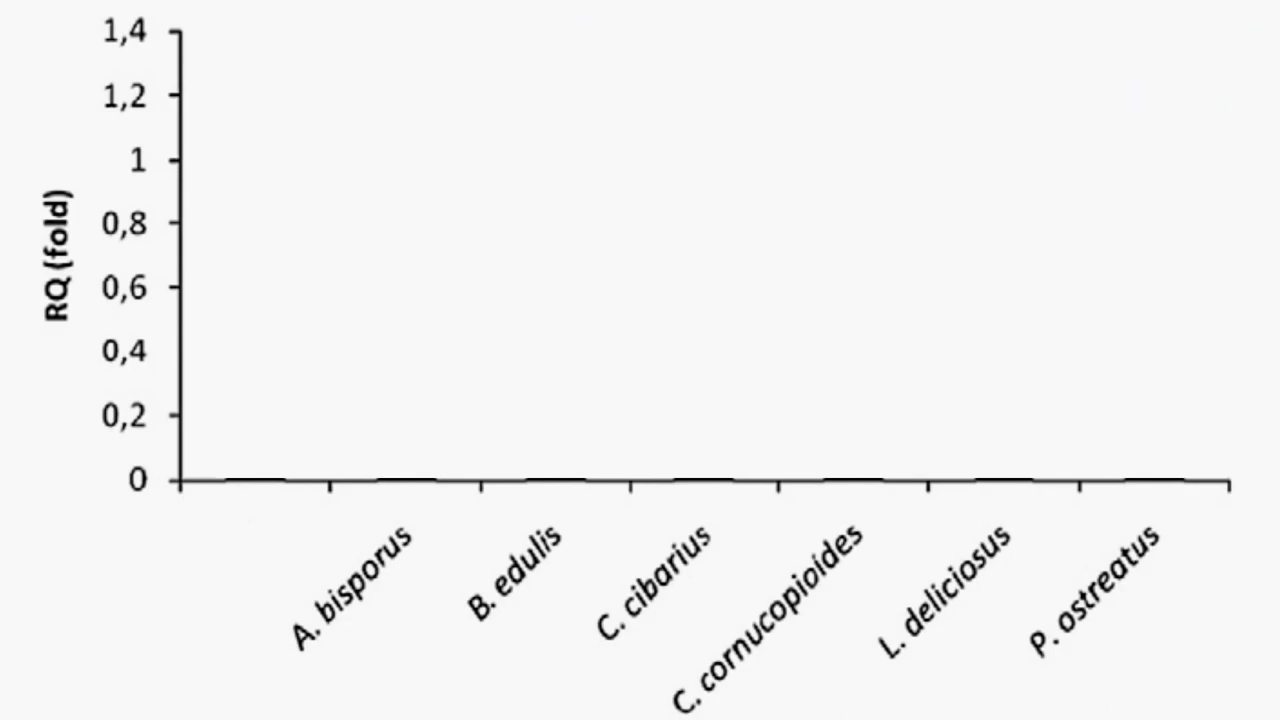 1,4
1,2
1
0,8
0,6
0,4
0,2
0
RQ (fold)
A. bisporus
B. edulis
C. cibarius
C. cornucopioides
L. deliciosus
P. ostreatus